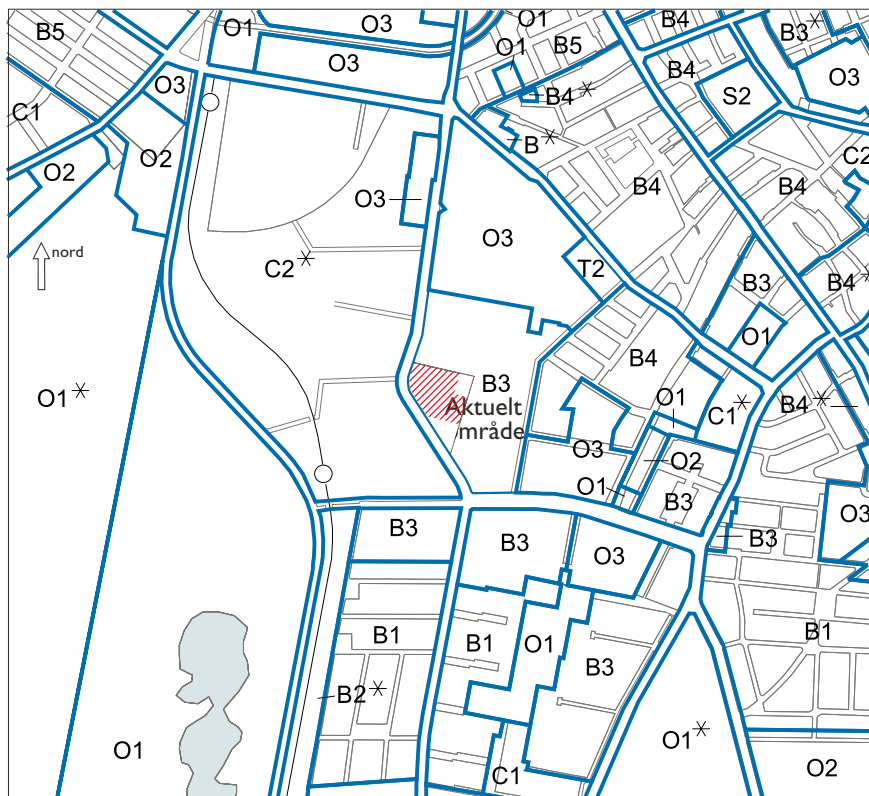 O1
O3
B5
O1
B4
B3*
O1
B5
O3
B4
O3
O3
S2
B4*
C1
B*
O2
C2
O2
B4
B4
O3
O3
nord
T2
C2*
B3
B4*
O1
B4
B3
O1*
O1
Aktuelt
mråde
C1*
B4*
O3
O2
O1
B3
O3
B3
B3
O3
B3
B1
B1
O1
B3
B2*
O1
O1*
C1
O2